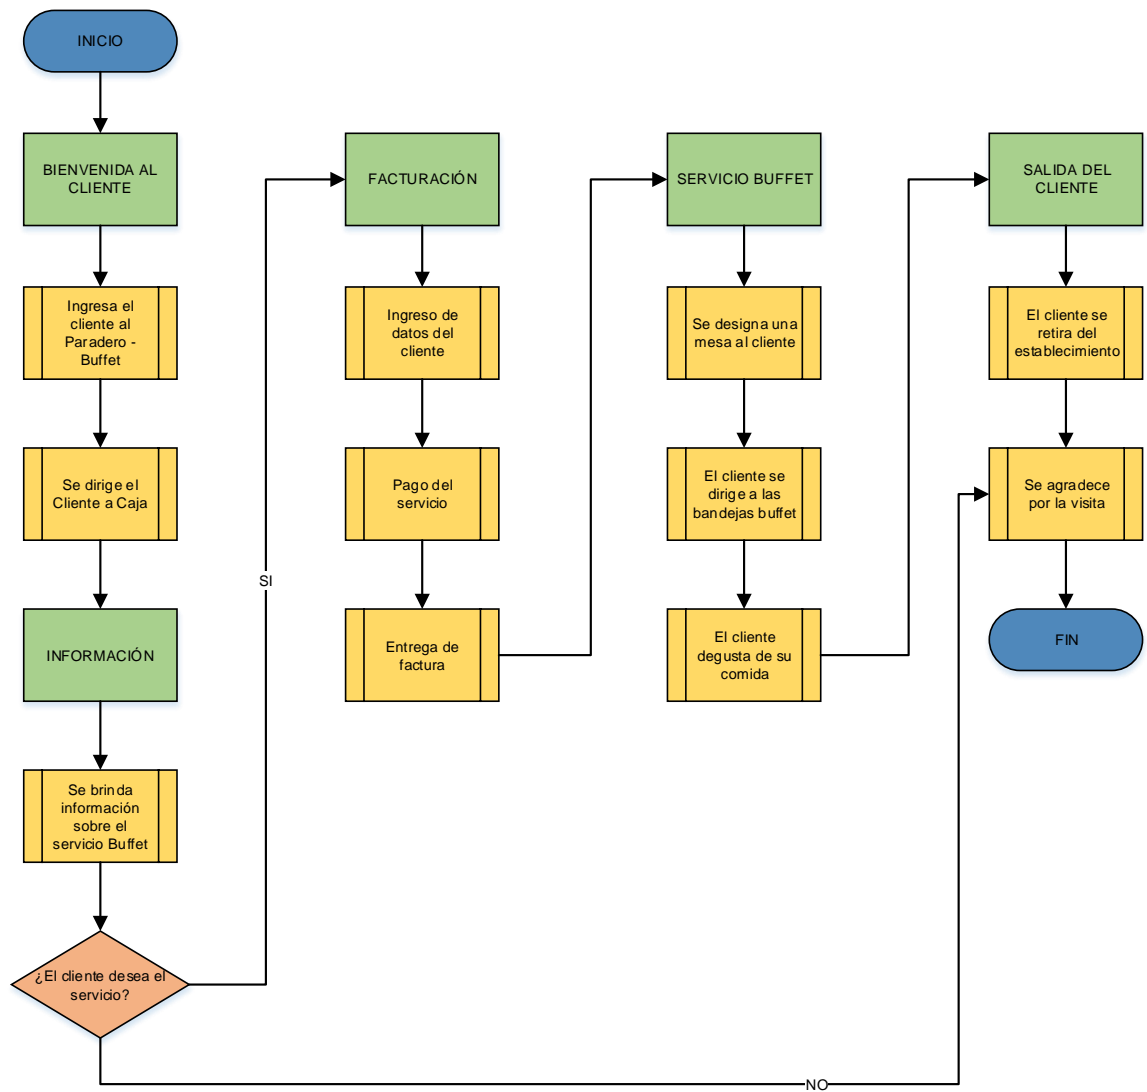 INICIO
BIENVENIDA AL
CLIENTE
Ingresa el
cliente al
Paradero -
Buffet
Se dirige el
Cliente a Caja
INFORMACIÓN
Se brinda
información
sobre el
servicio Buffet
¿El cliente desea el
servicio?
SI
NO
FACTURACIÓN
Ingreso de
datos del
cliente
Pago del
servicio
Entrega de
factura
SERVICIO BUFFET
Se designa una
mesa al cliente
El cliente se
dirige a las
bandejas buffet
El cliente
degusta de su
comida
SALIDA DEL
CLIENTE
El cliente se
retira del
establecimiento
Se agradece
por la visita
FIN